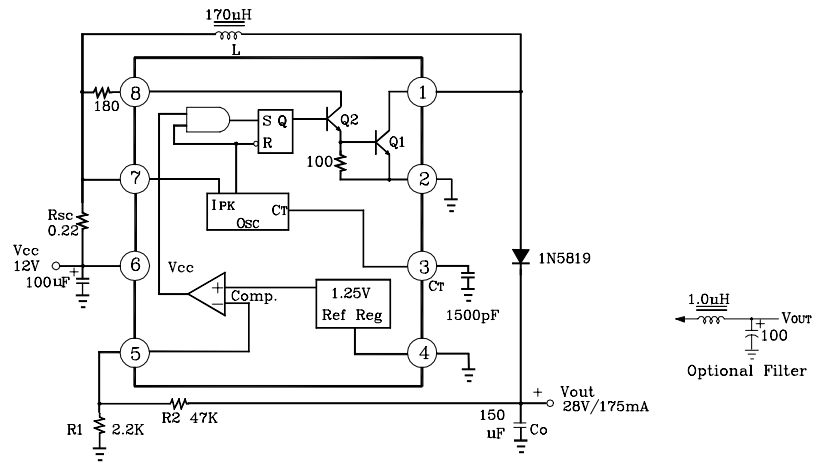 170uH
L
8
1
180
S Q
R
Q2
Q1
100
7
2
IPK
CT
Osc
Rsc
0.22
Vcc
12V
100uF
+
6
Vcc
3
CT
1500pF
1N5819
+
−
Comp.
1.25V
Ref Reg
5
4
R1
2.2K
R2 47K
+
Vout
28V/175mA
150
uF
Co
1.0uH
VOUT
+
100
Optional Filter